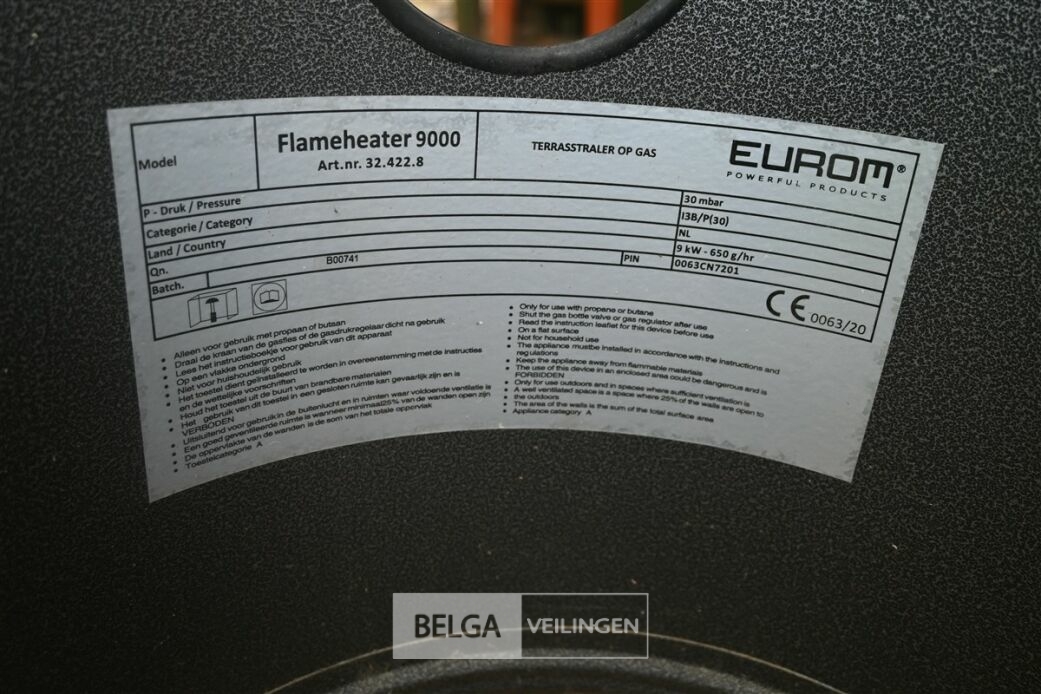 Model
Flameheater 9000
Art.nr. 32.422.8
TERRASSTRALER OP GAS
EUROM®
POWERFUL PRODUCTS
P - Druk / Pressure
30 mbar
Categorie / Category
I3B/P(30)
Land / Country
NL
Qn.
9 kW - 650 g/hr
Batch.
B00741
PIN
0063CN7201
CE 0063/20
• Alleen voor gebruik met propaan of butaan
• Draai de kraan van de gasfles of de gasdrukregelaar dicht na gebruik
• Lees het instructieboekje voor gebruik van dit apparaat
• Op een vlakke ondergrond
• Niet voor huishoudelijk gebruik
• Het toestel dient geïnstalleerd te worden in overeenstemming met de instructies
en de wettelijke voorschriften
• Houd het toestel uit de buurt van brandbare materialen
• Het gebruik van dit toestel in een gesloten ruimte kan gevaarlijk zijn en is
VERBODEN
• Uitsluitend voor gebruik in de buitenlucht en in ruimten waar voldoende ventilatie is
• Een goed geventileerde ruimte is wanneer minimaal 25% van de wanden open zijn
• De oppervlakte van de wanden is de som van het totale oppervlak
• Toestelcategorie A
• Only for use with propane or butane
• Shut the gas bottle valve or gas regulator after use
• Read the instruction leaflet for this device before use
• On a flat surface
• Not for household use
• The appliance mustbe installed in accordance with the instructions and
regulations
• Keep the appliance away from flammable materials
• The use of this device in an enclosed area could be dangerous and is
FORBIDDEN
• Only for use outdoors and in spaces where sufficient ventilation is
• A well ventilated space is a space where 25% of the walls are open to
the outdoors
• The area of the walls is the sum of the total surface area
• Appliance category A
BELGA VEILINGEN